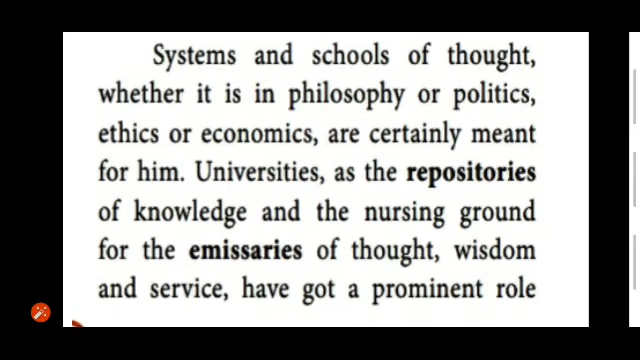 Systems and schools of thought,
whether it is in philosophy or politics,
ethics or economics, are certainly meant
for him. Universities, as the repositories
of knowledge and the nursing ground
for the emissaries of thought, wisdom
and service, have got a prominent role